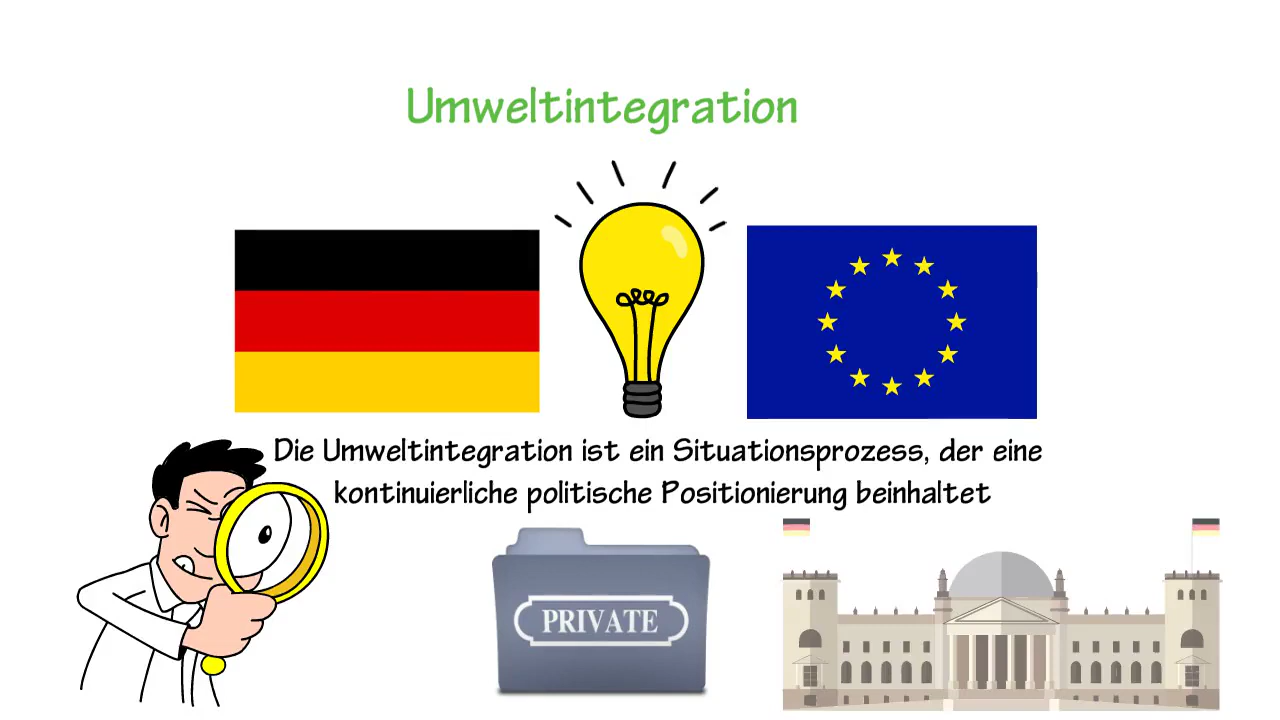 Umweltintegration
Die Umweltintegration ist ein Situationsprozess, der eine
kontinuierliche politische Positionierung beinhaltet
PRIVATE